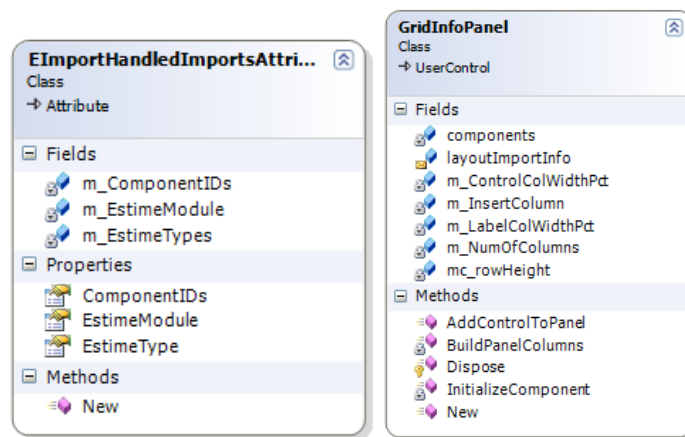 EImportHandledImportsAttri...
Class
Attribute
Fields
m_ComponentIDs
m_EstimeModule
m_EstimeTypes
Properties
ComponentIDs
EstimeModule
EstimeType
Methods
New
GridInfoPanel
Class
UserControl
Fields
components
layoutImportInfo
m_ControlColWidthPct
m_InsertColumn
m_LabelColWidthPct
m_NumOfColumns
mc_rowHeight
Methods
AddControlToPanel
BuildPanelColumns
Dispose
InitializeComponent
New